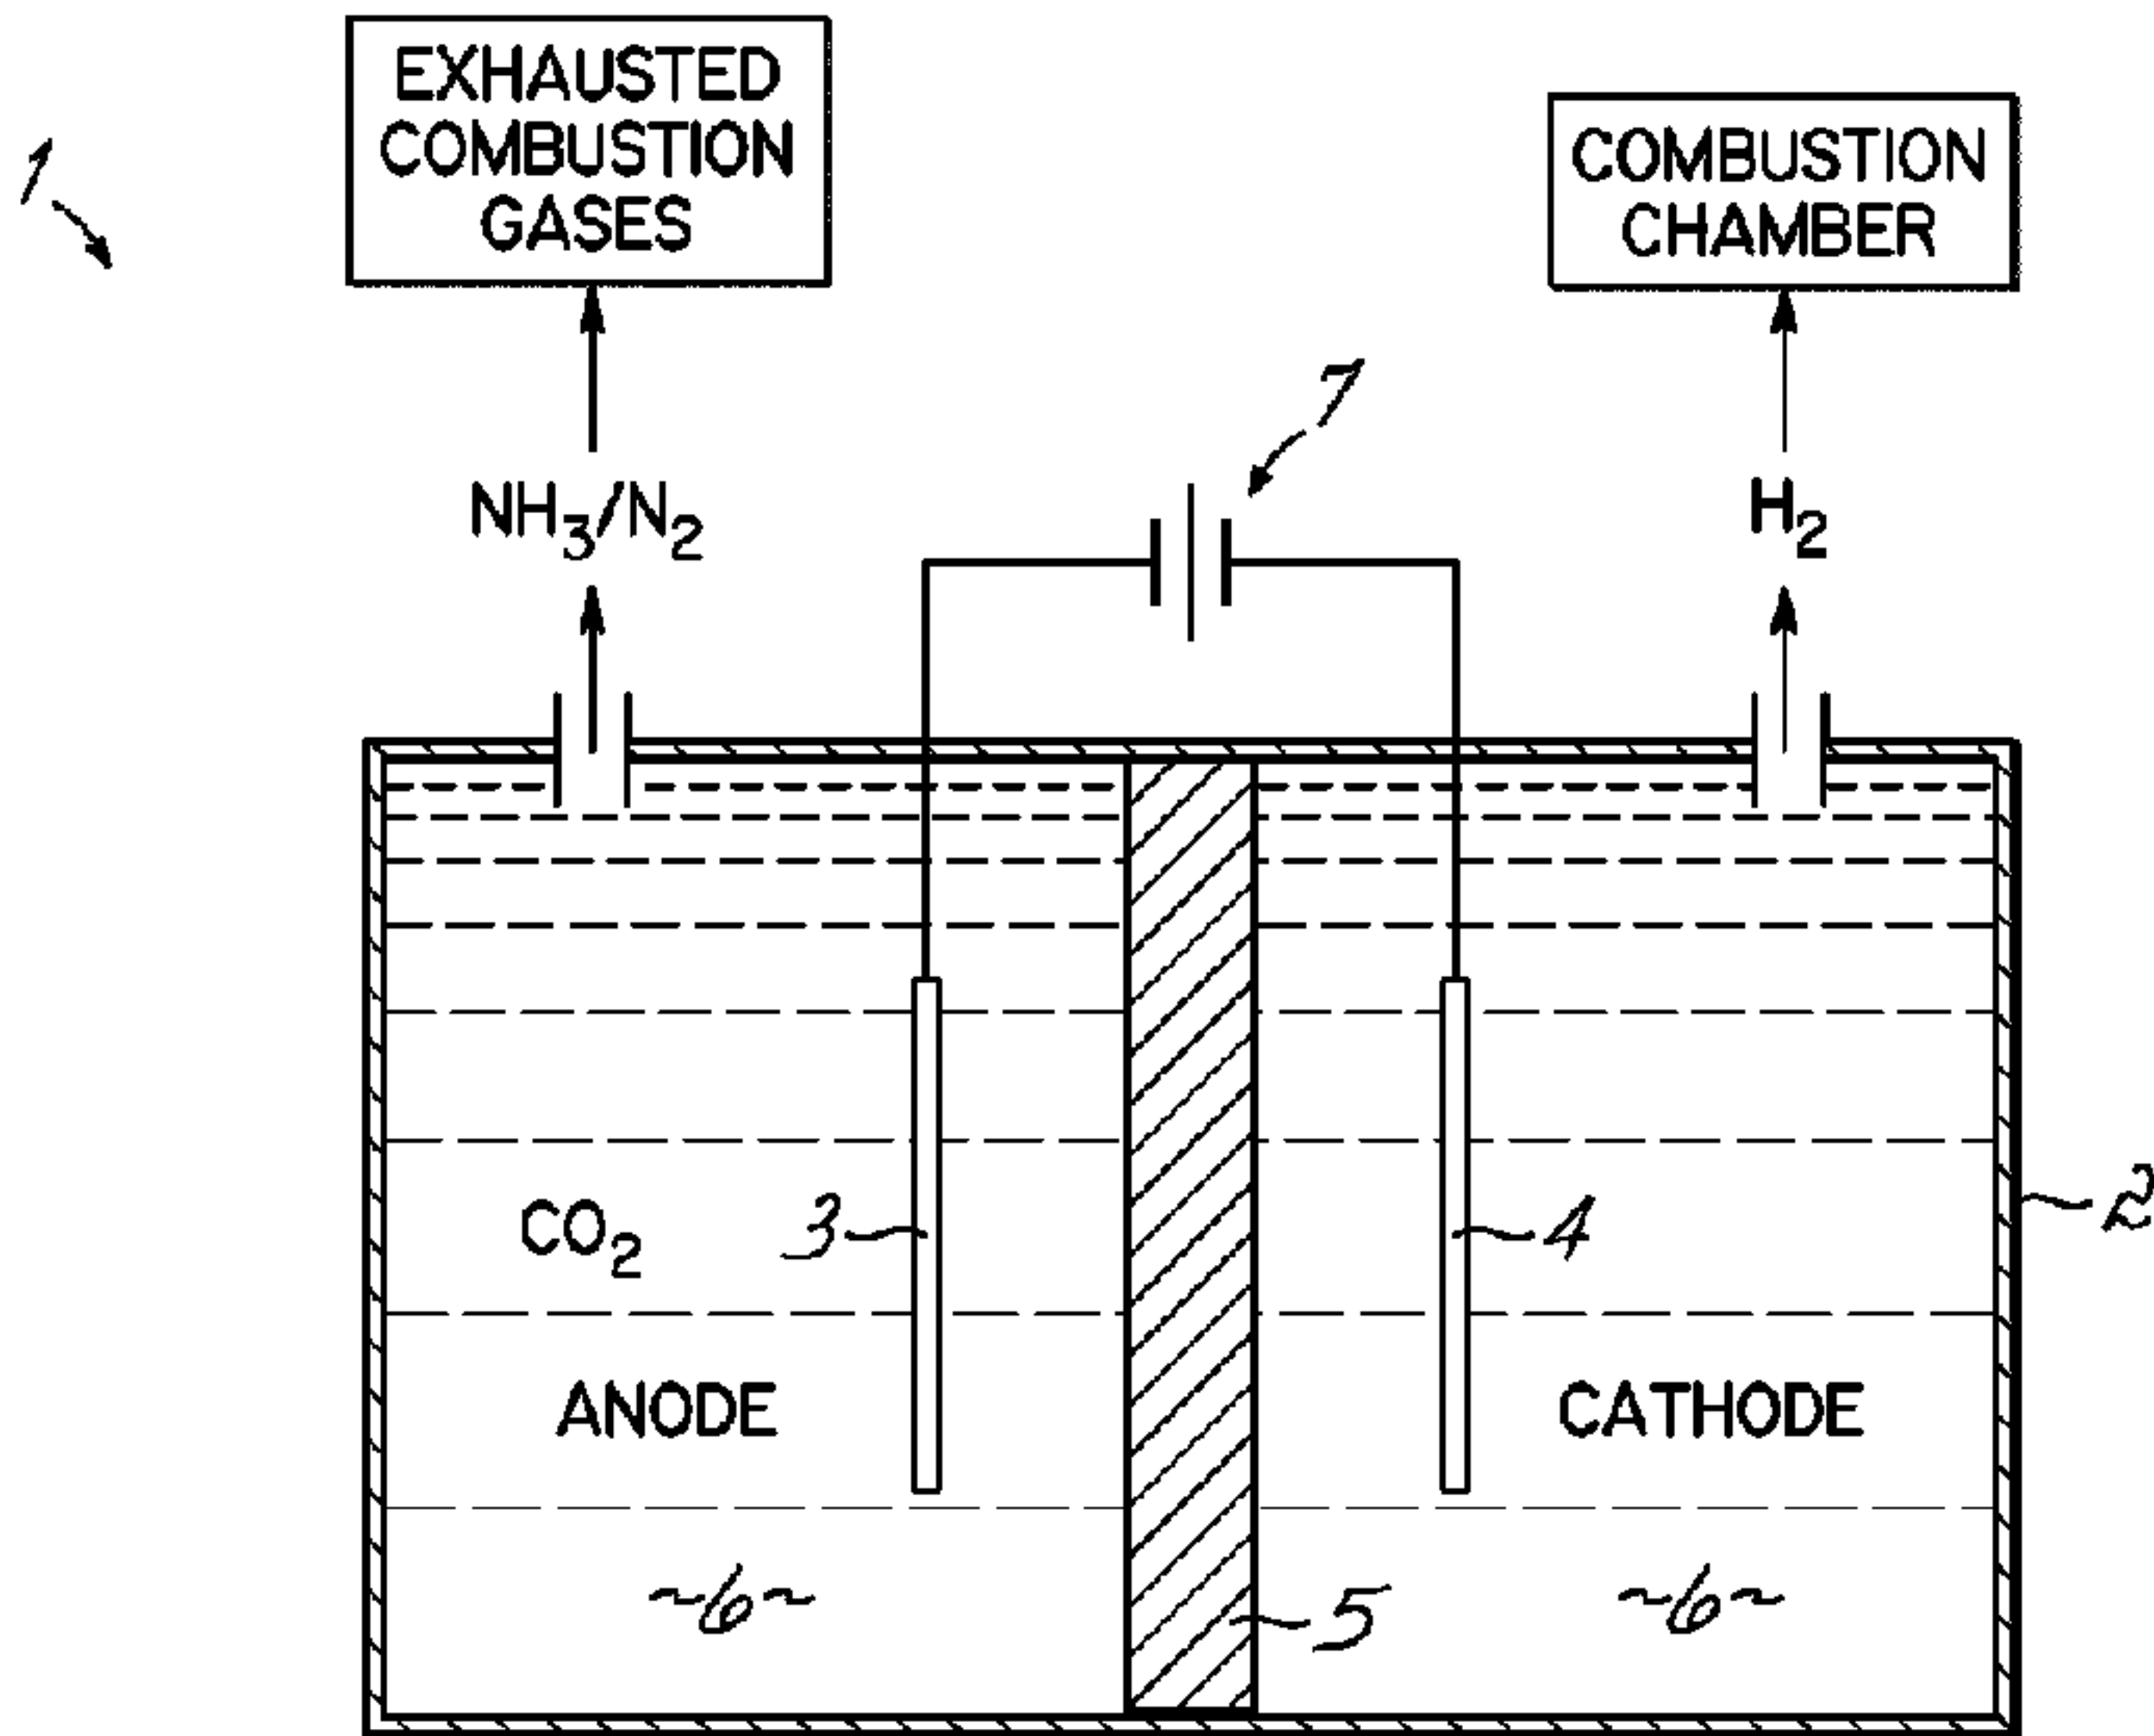 EXHAUSTED
COMBUSTION
GASES
COMBUSTION
CHAMBER
1
7
NH₃/N₂
H₂
CO₂
3
4
2
ANODE
CATHODE
~6~
5
~6~